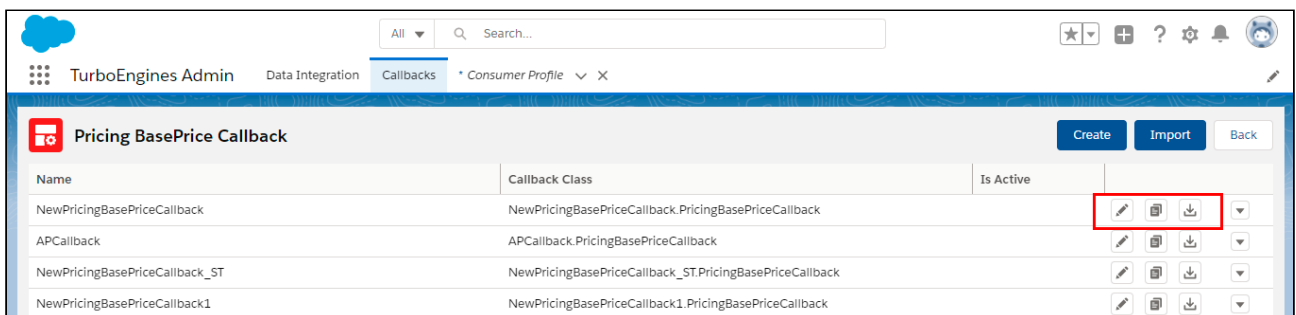 All Search...
TurboEngines Admin Data Integration Callbacks * Consumer Profile
Pricing BasePrice Callback Create Import Back
Name Callback Class Is Active
NewPricingBasePriceCallback NewPricingBasePriceCallback.PricingBasePriceCallback
APCallback APCallback.PricingBasePriceCallback
NewPricingBasePriceCallback_ST NewPricingBasePriceCallback_ST.PricingBasePriceCallback
NewPricingBasePriceCallback1 NewPricingBasePriceCallback1.PricingBasePriceCallback